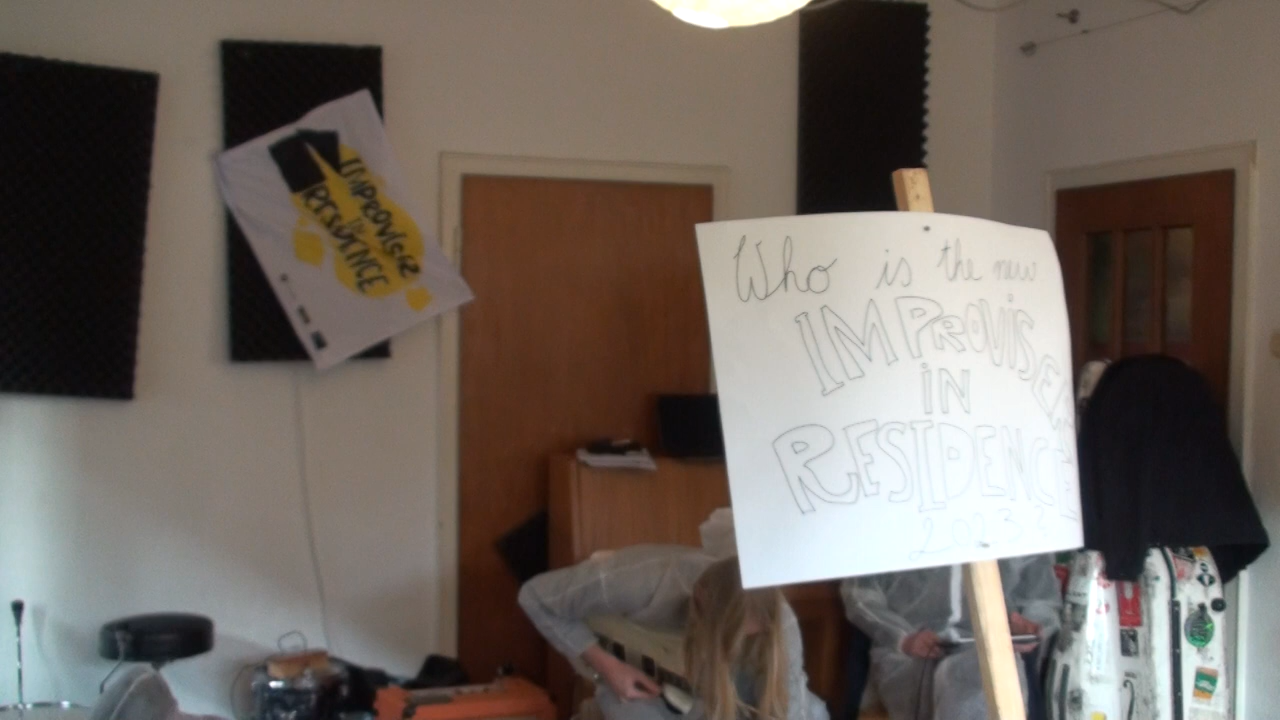 IMPROVISER
IN
RESIDENCE
Who is the new
IMPROVISER
IN
RESIDENCE
2023?